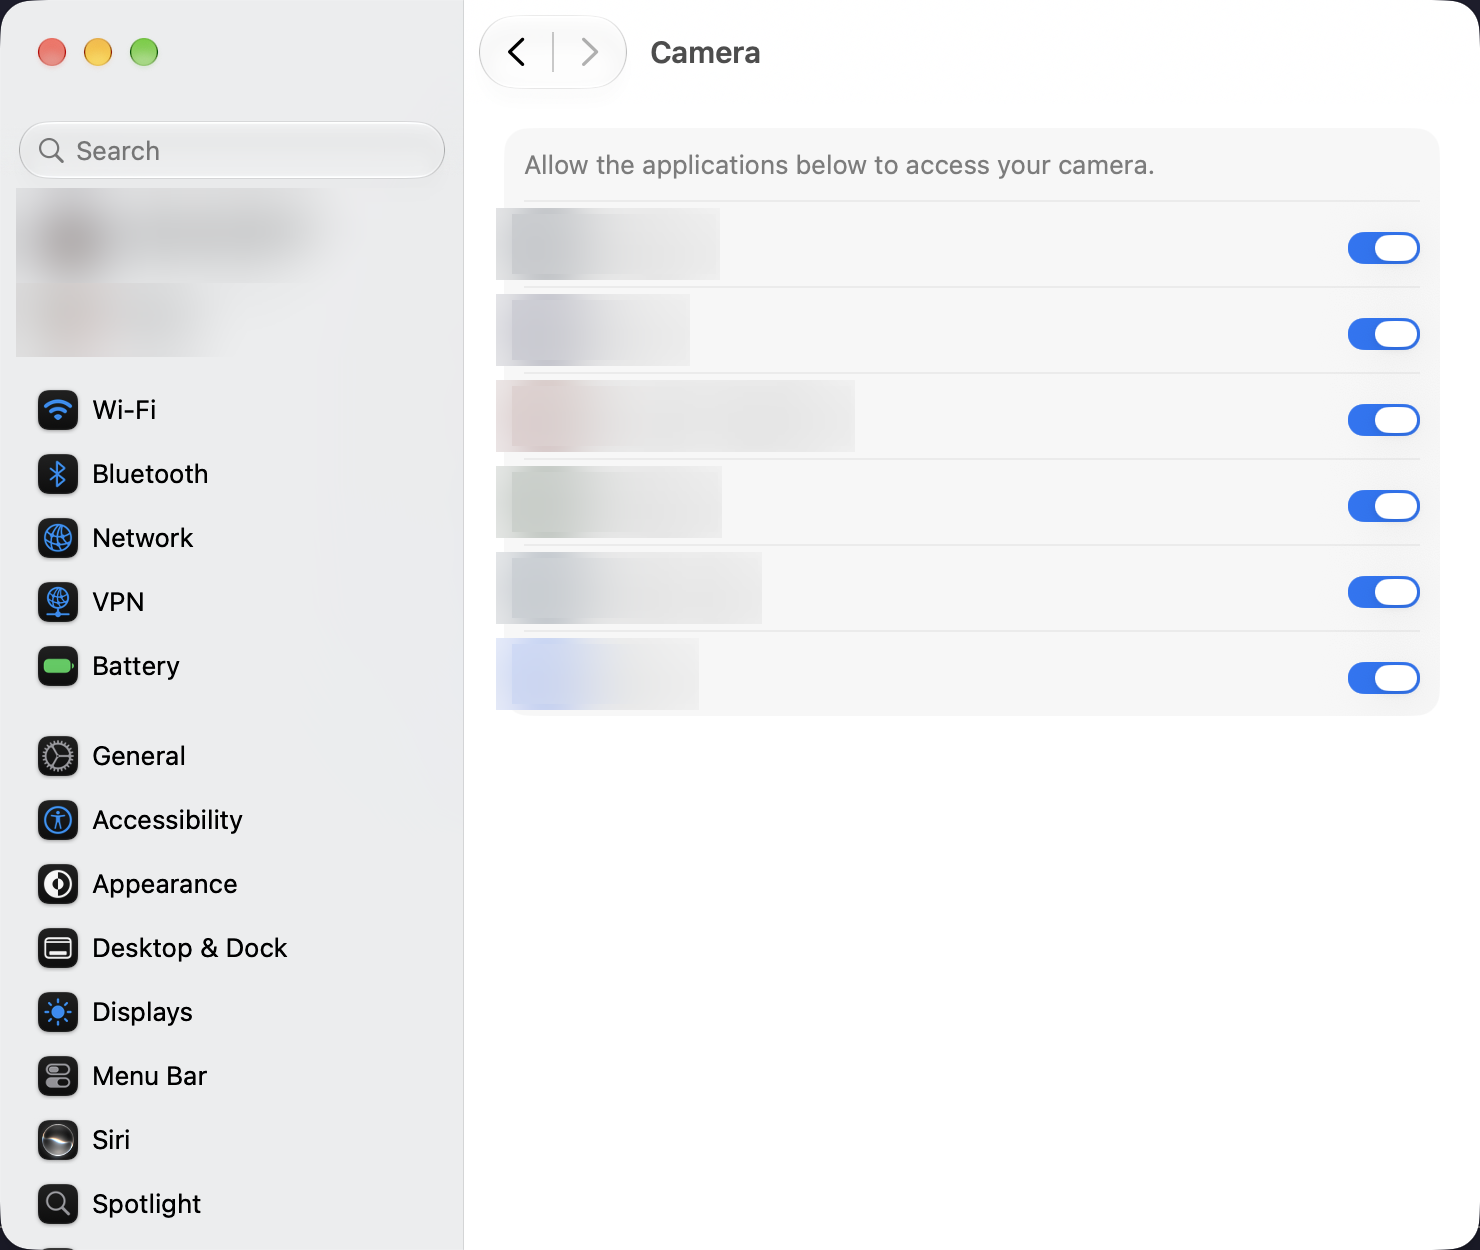 Camera
Search
Allow the applications below to access your camera.
Wi-Fi
Bluetooth
Network
VPN
Battery
General
Accessibility
Appearance
Desktop & Dock
Displays
Menu Bar
Siri
Spotlight